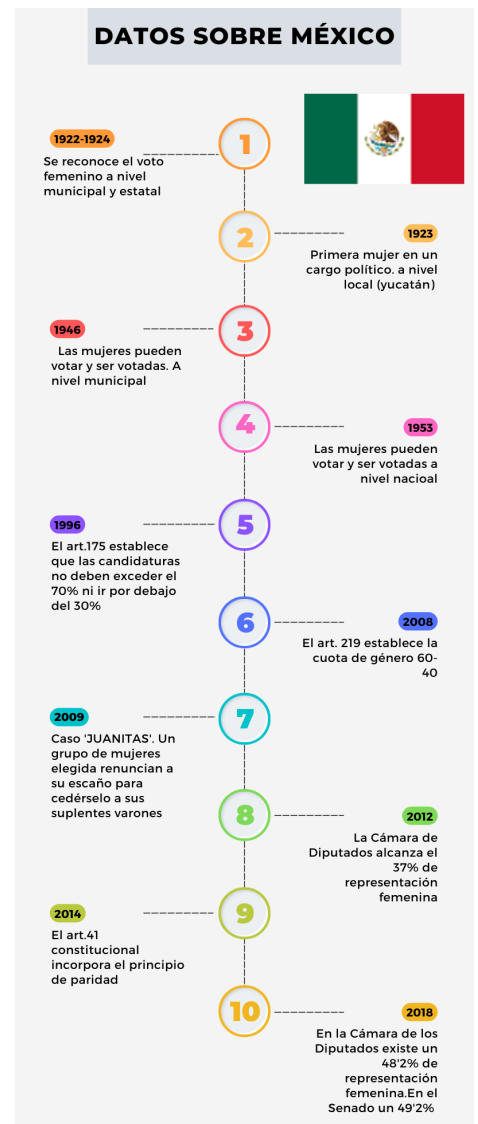 DATOS SOBRE MÉXICO
1
1922-1924
Se reconoce el voto
femenino a nivel
municipal y estatal
2
1923
Primera mujer en un
cargo político. a nivel
local (yucatán)
3
1946
Las mujeres pueden
votar y ser votadas. A
nivel municipal
4
1953
Las mujeres pueden
votar y ser votadas a
nivel nacioal
5
1996
El art.175 establece
que las candidaturas
no deben exceder el
70% ni ir por debajo
del 30%
6
2008
El art. 219 establece la
cuota de género 60-
40
7
2009
Caso 'JUANITAS'. Un
grupo de mujeres
elegida renuncian a
su escaño para
cedérselo a sus
suplentes varones
8
2012
La Cámara de
Diputados alcanza el
37% de
representación
femenina
9
2014
El art.41
constitucional
incorpora el principio
de paridad
10
2018
En la Cámara de los
Diputados existe un
48'2% de
representación
femenina.En el
Senado un 49'2%